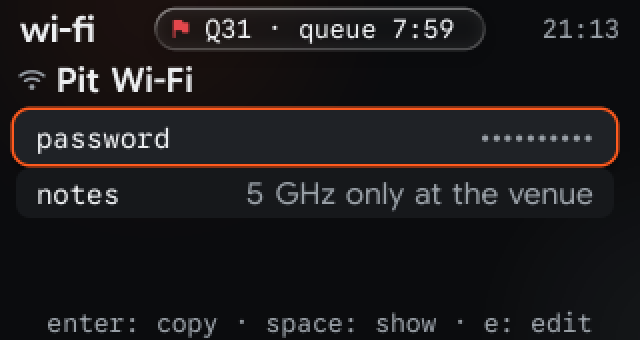 wi-fi
Q31 · queue 7:59
21:13
Pit Wi-Fi
password ••••••••••
notes 5 GHz only at the venue
enter: copy · space: show · e: edit